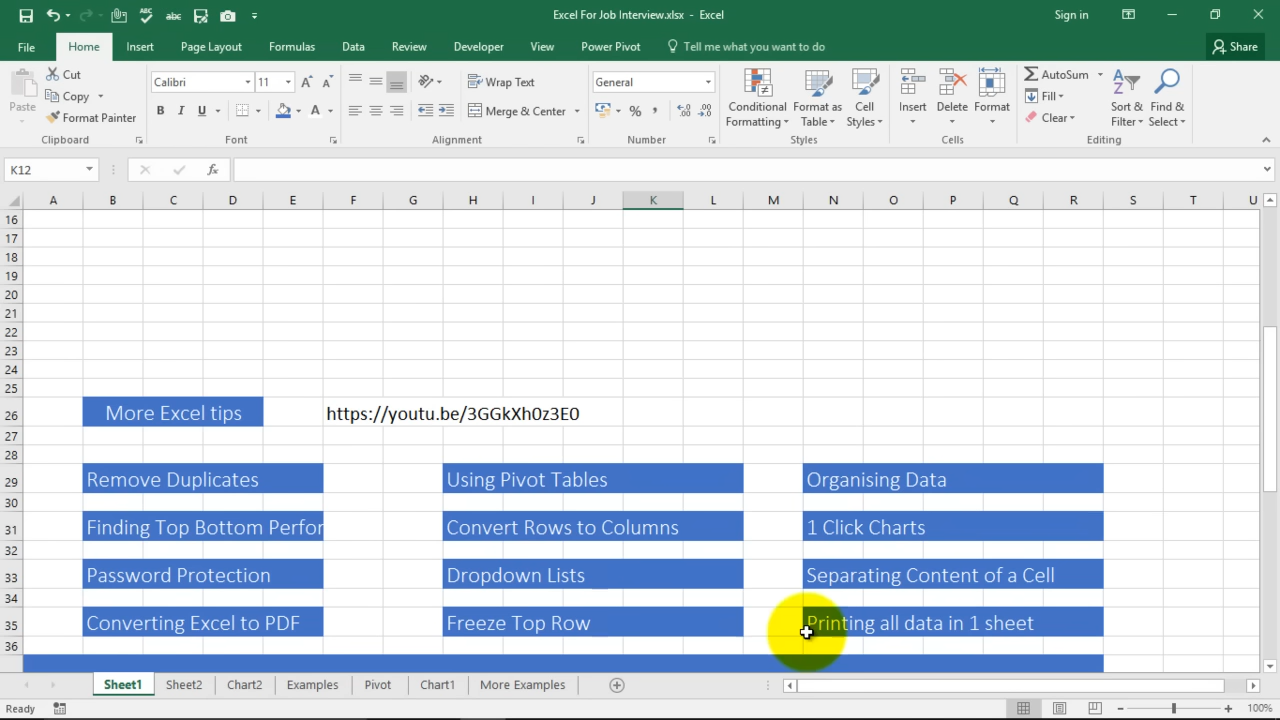 Excel For Job Interview.xlsx - Excel
Sign in
File Home Insert Page Layout Formulas Data Review Developer View Power Pivot Tell me what you want to do Share
Paste
Cut
Copy
Format Painter
Calibri 11
B I U
Wrap Text
Merge & Center
General
Conditional Formatting
Format as Table
Cell Styles
Insert
Delete
Format
AutoSum
Fill
Clear
Sort & Filter
Find & Select
Clipboard Font Alignment Number Styles Cells Editing
K12 fx
A B C D E F G H I J K L M N O P Q R S T U
16
17
18
19
20
21
22
23
24
25
26 More Excel tips https://youtu.be/3GGkXh0z3E0
27
28
29 Remove Duplicates Using Pivot Tables Organising Data
30
31 Finding Top Bottom Perfor Convert Rows to Columns 1 Click Charts
32
33 Password Protection Dropdown Lists Separating Content of a Cell
34
35 Converting Excel to PDF Freeze Top Row Printing all data in 1 sheet
36
Sheet1 Sheet2 Chart2 Examples Pivot Chart1 More Examples
Ready 100%